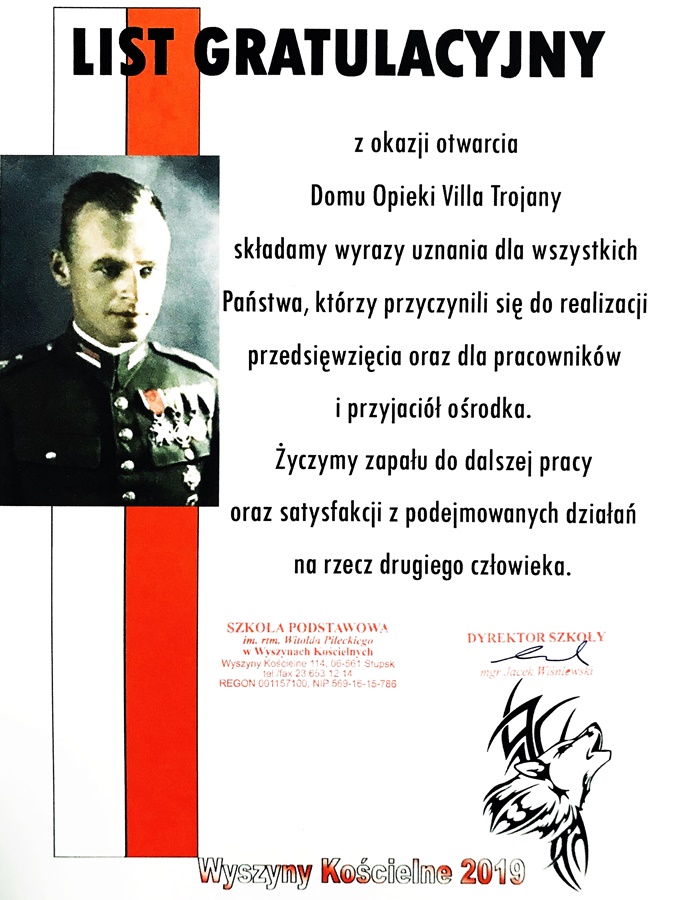 LIST GRATULACYJNY
z okazji otwarcia
Domu Opieki Villa Trojany
składamy wyrazy uznania dla wszystkich
Państwa, którzy przyczynili się do realizacji
przedsięwzięcia oraz dla pracowników
i przyjaciół ośrodka.
Życzymy zapału do dalszej pracy
oraz satysfakcji z podejmowanych działań
na rzecz drugiego człowieka.
SZKOŁA PODSTAWOWA
im. rtm. Witolda Pileckiego
w Wyszynach Kościelnych
Wyszyny Kościelne 114, 06-561 Stupsk
tel./fax 23 653 12 14
REGON 001157100, NIP 569-16-15-786
DYREKTOR SZKOŁY
mgr Jacek Wiśniewski
Wyszyny Kościelne 2019